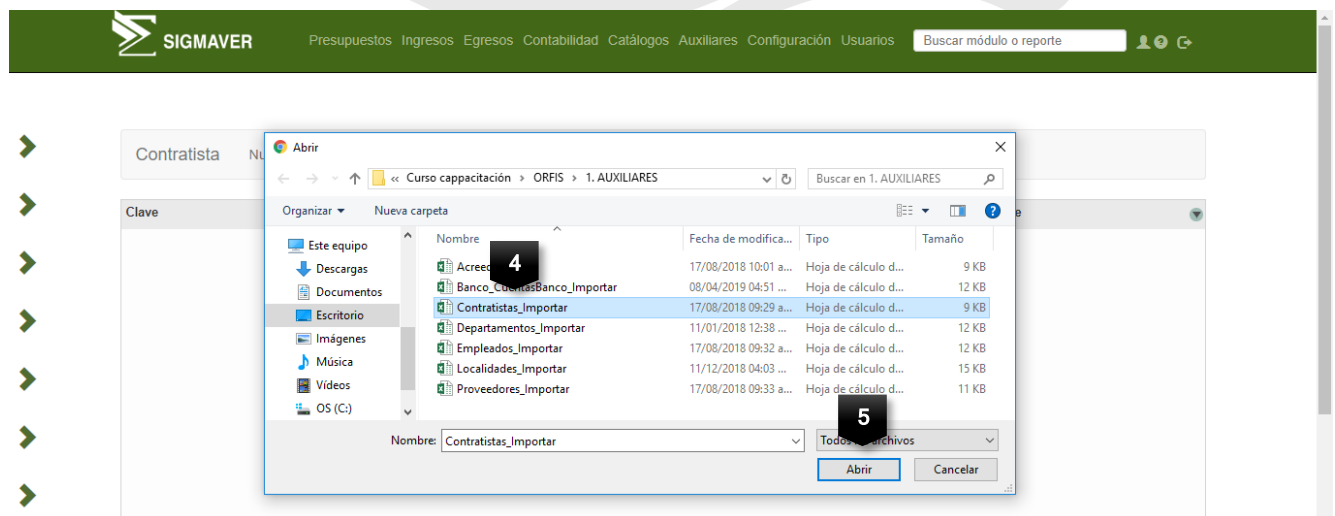 SIGMAVER Presupuestos Ingresos Egresos Contabilidad Catálogos Auxiliares Configuración Usuarios Buscar módulo o reporte
Contratista
Clave
Abrir
« Curso cappacitación › ORFIS › 1. AUXILIARES Buscar en 1. AUXILIARES
Organizar Nueva carpeta
Este equipo
Descargas
Documentos
Escritorio
Imágenes
Música
Vídeos
OS (C:)
Nombre Fecha de modifica... Tipo Tamaño
4
17/08/2018 10:01 a... Hoja de cálculo d... 9 KB
Banco_CuentasBanco_Importar 08/04/2019 04:51 ... Hoja de cálculo d... 12 KB
Contratistas_Importar 17/08/2018 09:29 a... Hoja de cálculo d... 9 KB
Departamentos_Importar 11/01/2018 12:38 ... Hoja de cálculo d... 12 KB
Empleados_Importar 17/08/2018 09:32 a... Hoja de cálculo d... 12 KB
Localidades_Importar 11/12/2018 04:03 ... Hoja de cálculo d... 15 KB
Proveedores_Importar 17/08/2018 09:33 a... Hoja de cálculo d... 11 KB
5
Nombre: Contratistas_Importar Todos archivos
Abrir Cancelar